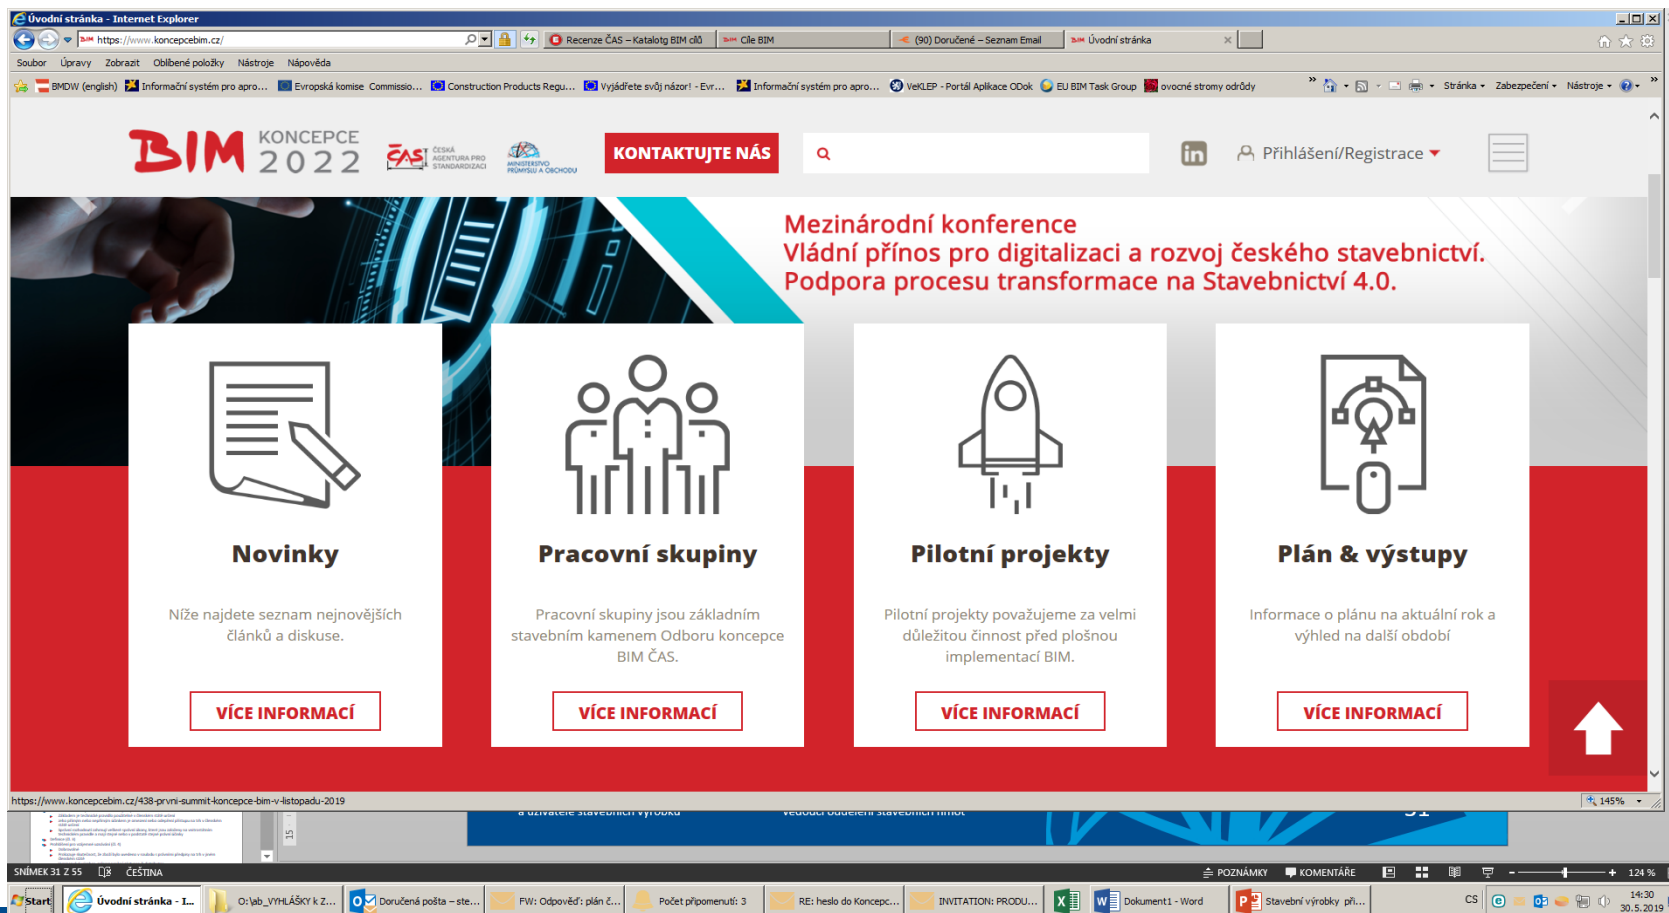 Úvodní stránka - Internet Explorer
https://www.koncepcebim.cz/
Recenze ČAS – Katalotg BIM cílů
Cíle BIM
(90) Doručené – Seznam Email
Úvodní stránka
Soubor Úpravy Zobrazit Oblíbené položky Nástroje Nápověda
BMDW (english) Informační systém pro apro... Evropská komise Commissio... Construction Products Regu... Vyjádřete svůj názor! - Evr... Informační systém pro apro... VeKLEP - Portál Aplikace ODok EU BIM Task Group ovocné stromy odrůdy » Stránka Zabezpečení Nástroje »
BIM KONCEPCE
2022
ČAS ČESKÁ
AGENTURA PRO
STANDARDIZACI
MINISTERSTVO
PRŮMYSLU A OBCHODU
KONTAKTUJTE NÁS
in
Přihlášení/Registrace
Mezinárodní konference
Vládní přínos pro digitalizaci a rozvoj českého stavebnictví.
Podpora procesu transformace na Stavebnictví 4.0.
Novinky
Níže najdete seznam nejnovějších
článků a diskuse.
VÍCE INFORMACÍ
Pracovní skupiny
Pracovní skupiny jsou základním
stavebním kamenem Odboru koncepce
BIM ČAS.
VÍCE INFORMACÍ
Pilotní projekty
Pilotní projekty považujeme za velmi
důležitou činnost před plošnou
implementací BIM.
VÍCE INFORMACÍ
Plán & výstupy
Informace o plánu na aktuální rok a
výhled na další období
VÍCE INFORMACÍ
https://www.koncepcebim.cz/438-prvni-summit-koncepce-bim-v-listopadu-2019
145%
15
SNÍMEK 31 Z 55 ČEŠTINA POZNÁMKY KOMENTÁŘE 124 %
Start Úvodní stránka - I... O:\ab_VYHLÁŠKY k Z... Doručená pošta – ste... FW: Odpověď: plán č... Počet připomenutí: 3 RE: heslo do Koncepc... INVITATION: PRODU... Dokument1 - Word Stavební výrobky při... CS 14:30
30.5.2019